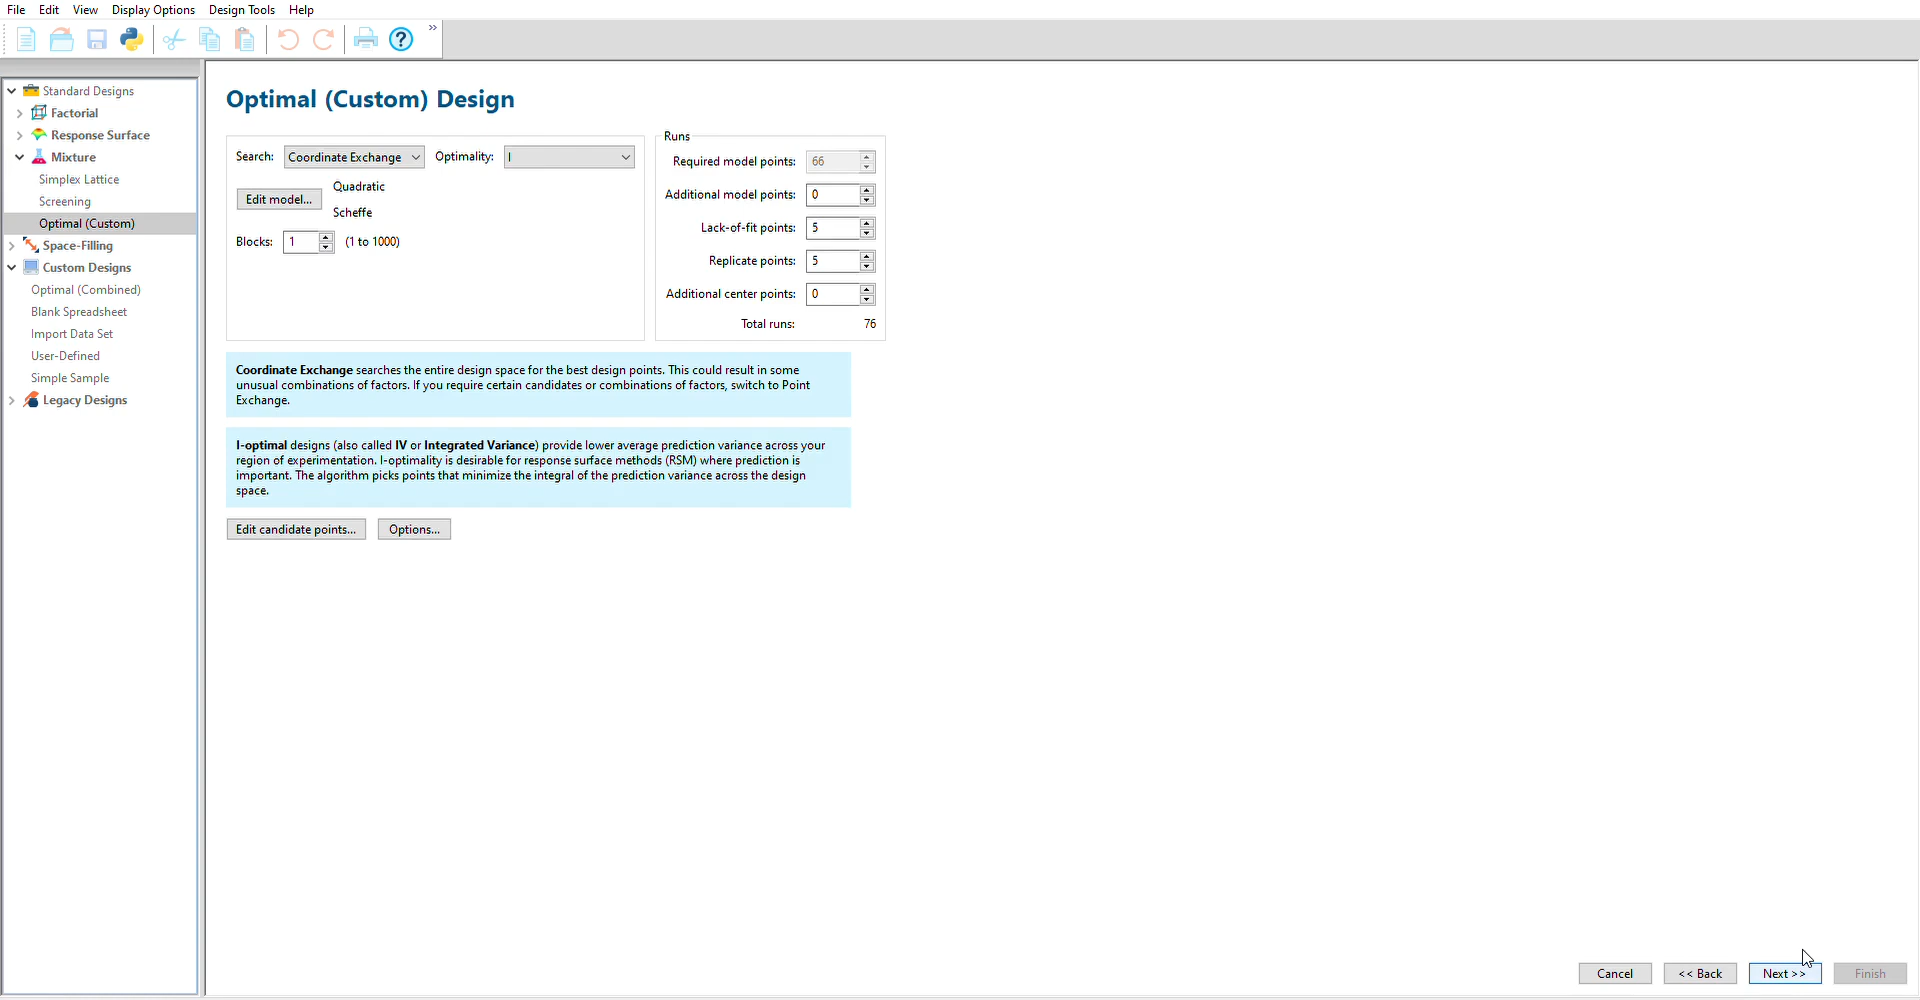 File Edit View Display Options Design Tools Help
»
Standard Designs
Factorial
Response Surface
Mixture
Simplex Lattice
Screening
Optimal (Custom)
Space-Filling
Custom Designs
Optimal (Combined)
Blank Spreadsheet
Import Data Set
User-Defined
Simple Sample
Legacy Designs
Optimal (Custom) Design
Search: Coordinate Exchange Optimality: I
Edit model... Quadratic
Scheffe
Blocks: 1 (1 to 1000)
Runs
Required model points: 66
Additional model points: 0
Lack-of-fit points: 5
Replicate points: 5
Additional center points: 0
Total runs: 76
Coordinate Exchange searches the entire design space for the best design points. This could result in some
unusual combinations of factors. If you require certain candidates or combinations of factors, switch to Point
Exchange.
I-optimal designs (also called IV or Integrated Variance) provide lower average prediction variance across your
region of experimentation. I-optimality is desirable for response surface methods (RSM) where prediction is
important. The algorithm picks points that minimize the integral of the prediction variance across the design
space.
Edit candidate points... Options...
Cancel << Back Next >> Finish